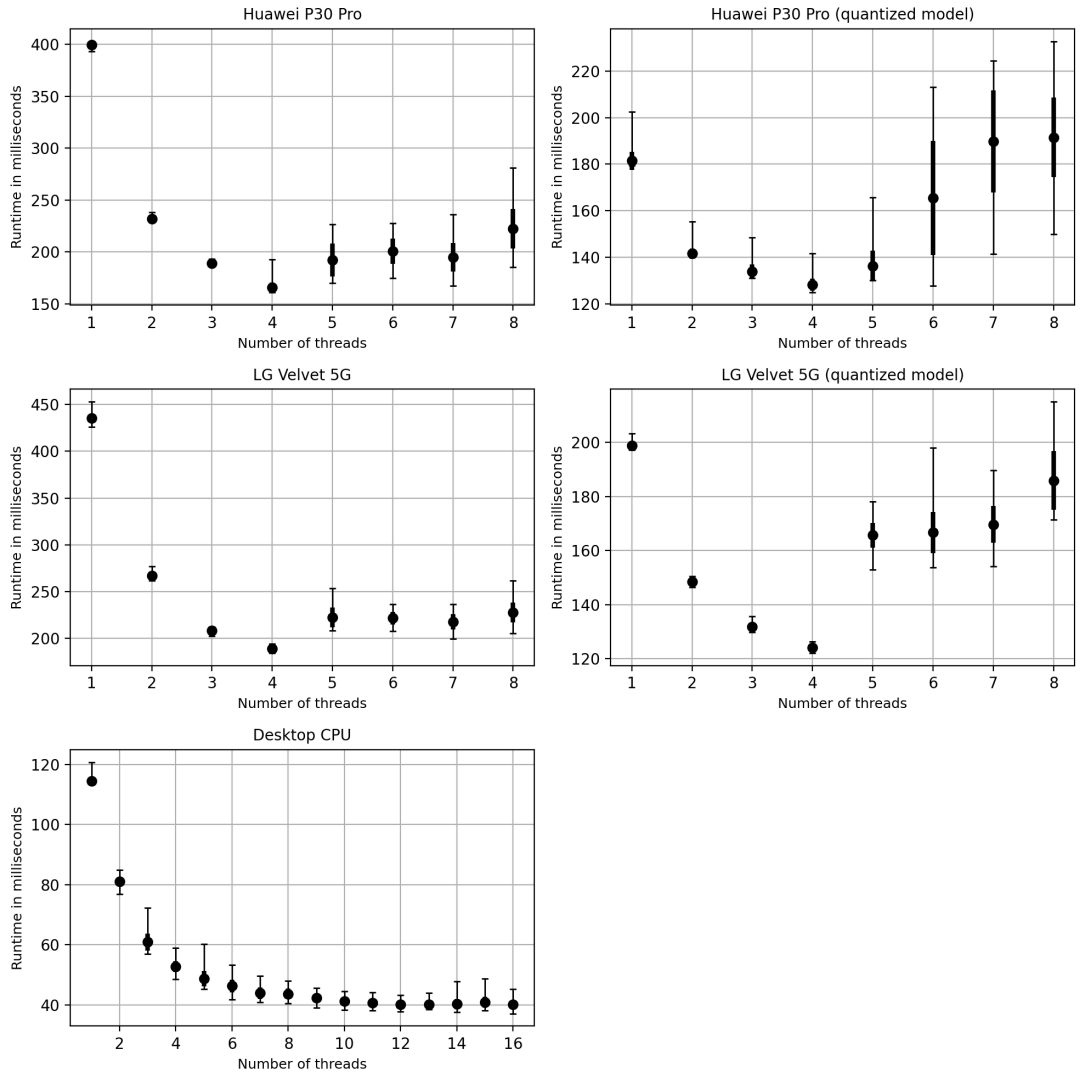 Huawei P30 Pro
Runtime in milliseconds
400
350
300
250
200
150
1 2 3 4 5 6 7 8
Number of threads
Huawei P30 Pro (quantized model)
Runtime in milliseconds
220
200
180
160
140
120
1 2 3 4 5 6 7 8
Number of threads
LG Velvet 5G
Runtime in milliseconds
450
400
350
300
250
200
1 2 3 4 5 6 7 8
Number of threads
LG Velvet 5G (quantized model)
Runtime in milliseconds
200
180
160
140
120
1 2 3 4 5 6 7 8
Number of threads
Desktop CPU
Runtime in milliseconds
120
100
80
60
40
2 4 6 8 10 12 14 16
Number of threads